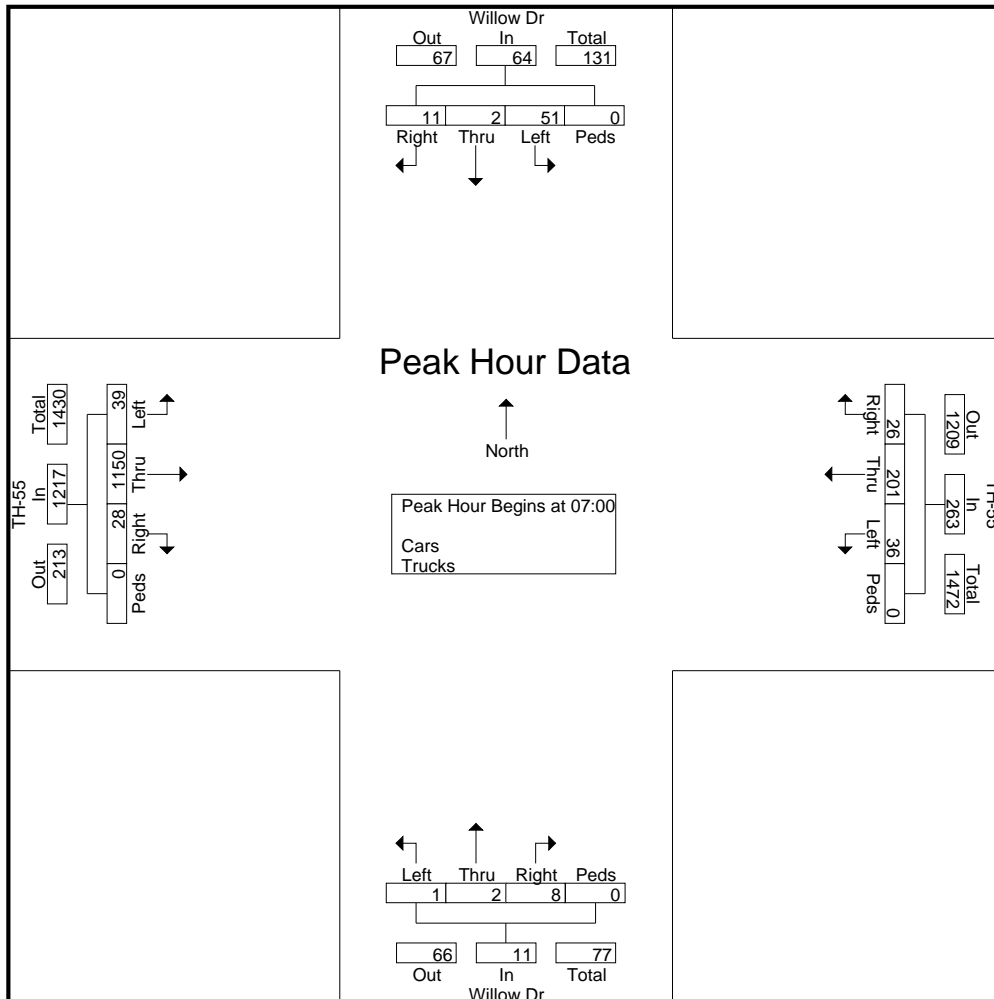 Willow Dr
Out In Total
67 64 131
11 2 51 0
Right Thru Left Peds
Peak Hour Data
North
Peak Hour Begins at 07:00
Cars
Trucks
TH-55
Total In Out
1430 1217 213
39 1150 28 0
Left Thru Right Peds
TH-55
Out In Total
1209 263 1472
26 201 36 0
Right Thru Left Peds
Left Thru Right Peds
1 2 8 0
66 11 77
Out In Total
Willow Dr